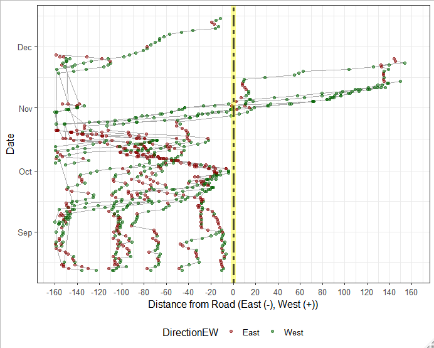 Dec
Nov
Oct
Sep
Date
-160 -140 -120 -100 -80 -60 -40 -20 0 20 40 60 80 100 120 140 160
Distance from Road (East (-), West (+))
DirectionEW East West